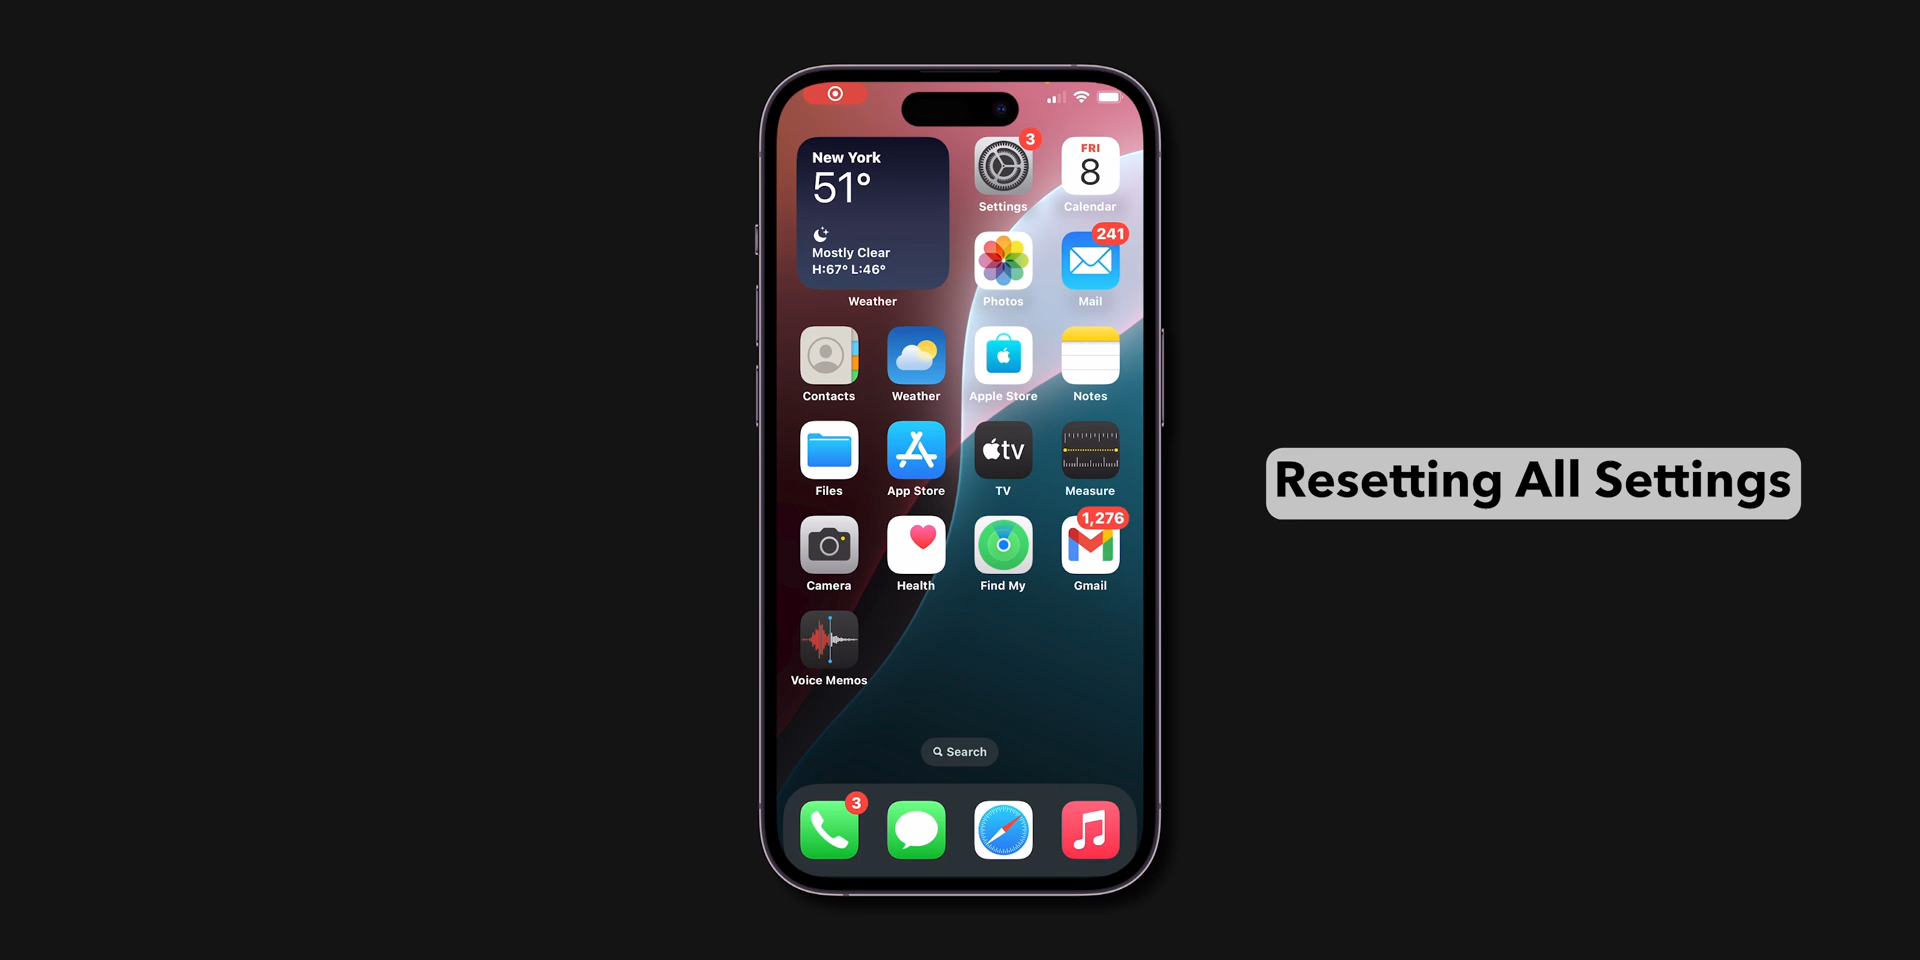 3
New York
51°
Mostly Clear
H:67° L:46°
Weather
Settings
FRI
8
Calendar
Photos
241
Mail
Contacts
Weather
Apple Store
Notes
Files
App Store
tv
TV
Measure
Camera
Health
Find My
1,276
Gmail
Voice Memos
Search
3
Resetting All Settings